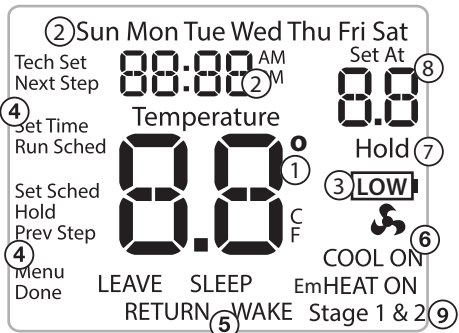 ② Sun Mon Tue Wed Thu Fri Sat
Tech Set
Next Step
88:88 AM
② M
Set At
8.8 ⑧
④
Set Time
Run Sched
Temperature
8.8° ①
C
F
Hold ⑦
③ LOW
Set Sched
Hold
Prev Step
④
Menu
Done
⑥
COOL ON
LEAVE SLEEP
EmHEAT ON
RETURN WAKE
⑤
Stage 1 & 2 ⑨